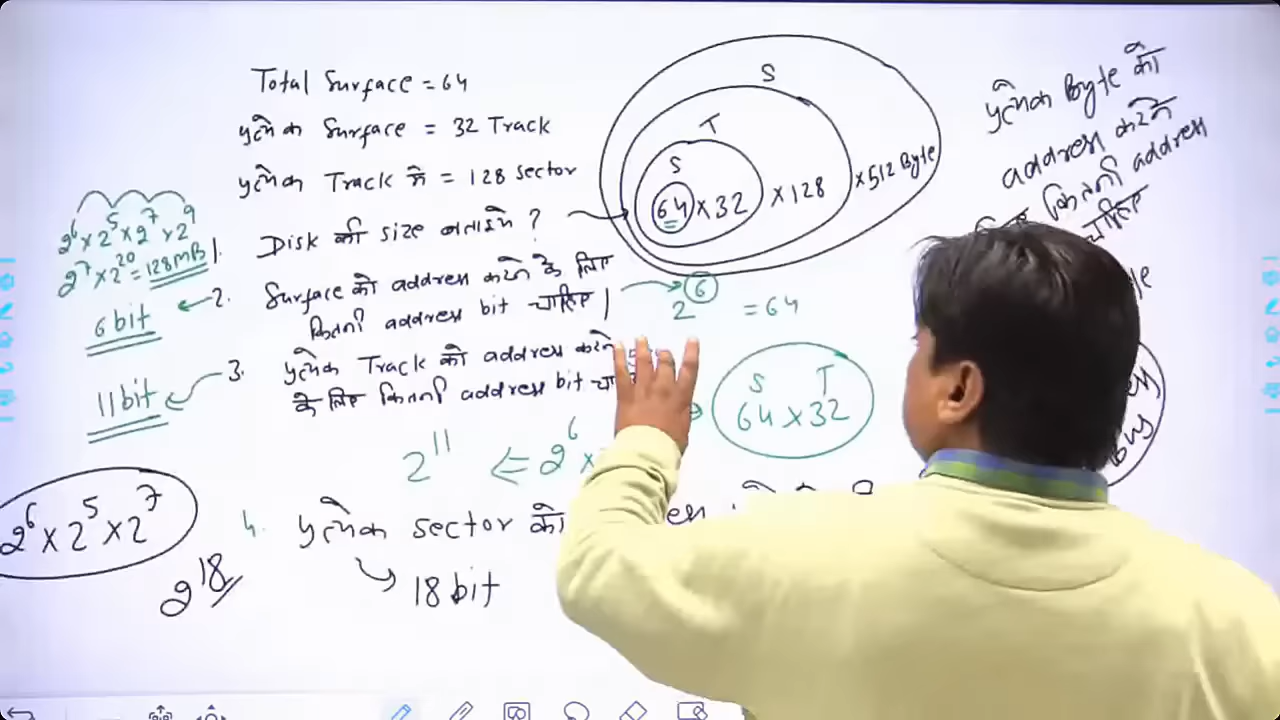 Total Surface = 64
प्रत्येक Surface = 32 Track
प्रत्येक Track में = 128 sector
1. Disk की size बताइये ?
2. Surface को address करने के लिए
कितनी address bit चाहिए |
3. प्रत्येक Track को address करने
के लिए कितनी address bit
4. प्रत्येक sector को
18 bit
2^6 × 2^5 × 2^7 × 2^9
2^7 × 2^20 = 128 MB
6 bit
11 bit
2^6 × 2^5 × 2^7
2^18
S
T
S
64 × 32 × 128 × 512 Byte
2^6 = 64
S T
64 × 32
2^11 ⇐ 2^6 ×
प्रत्येक Byte को
address करने
कितनी address
चाहिए